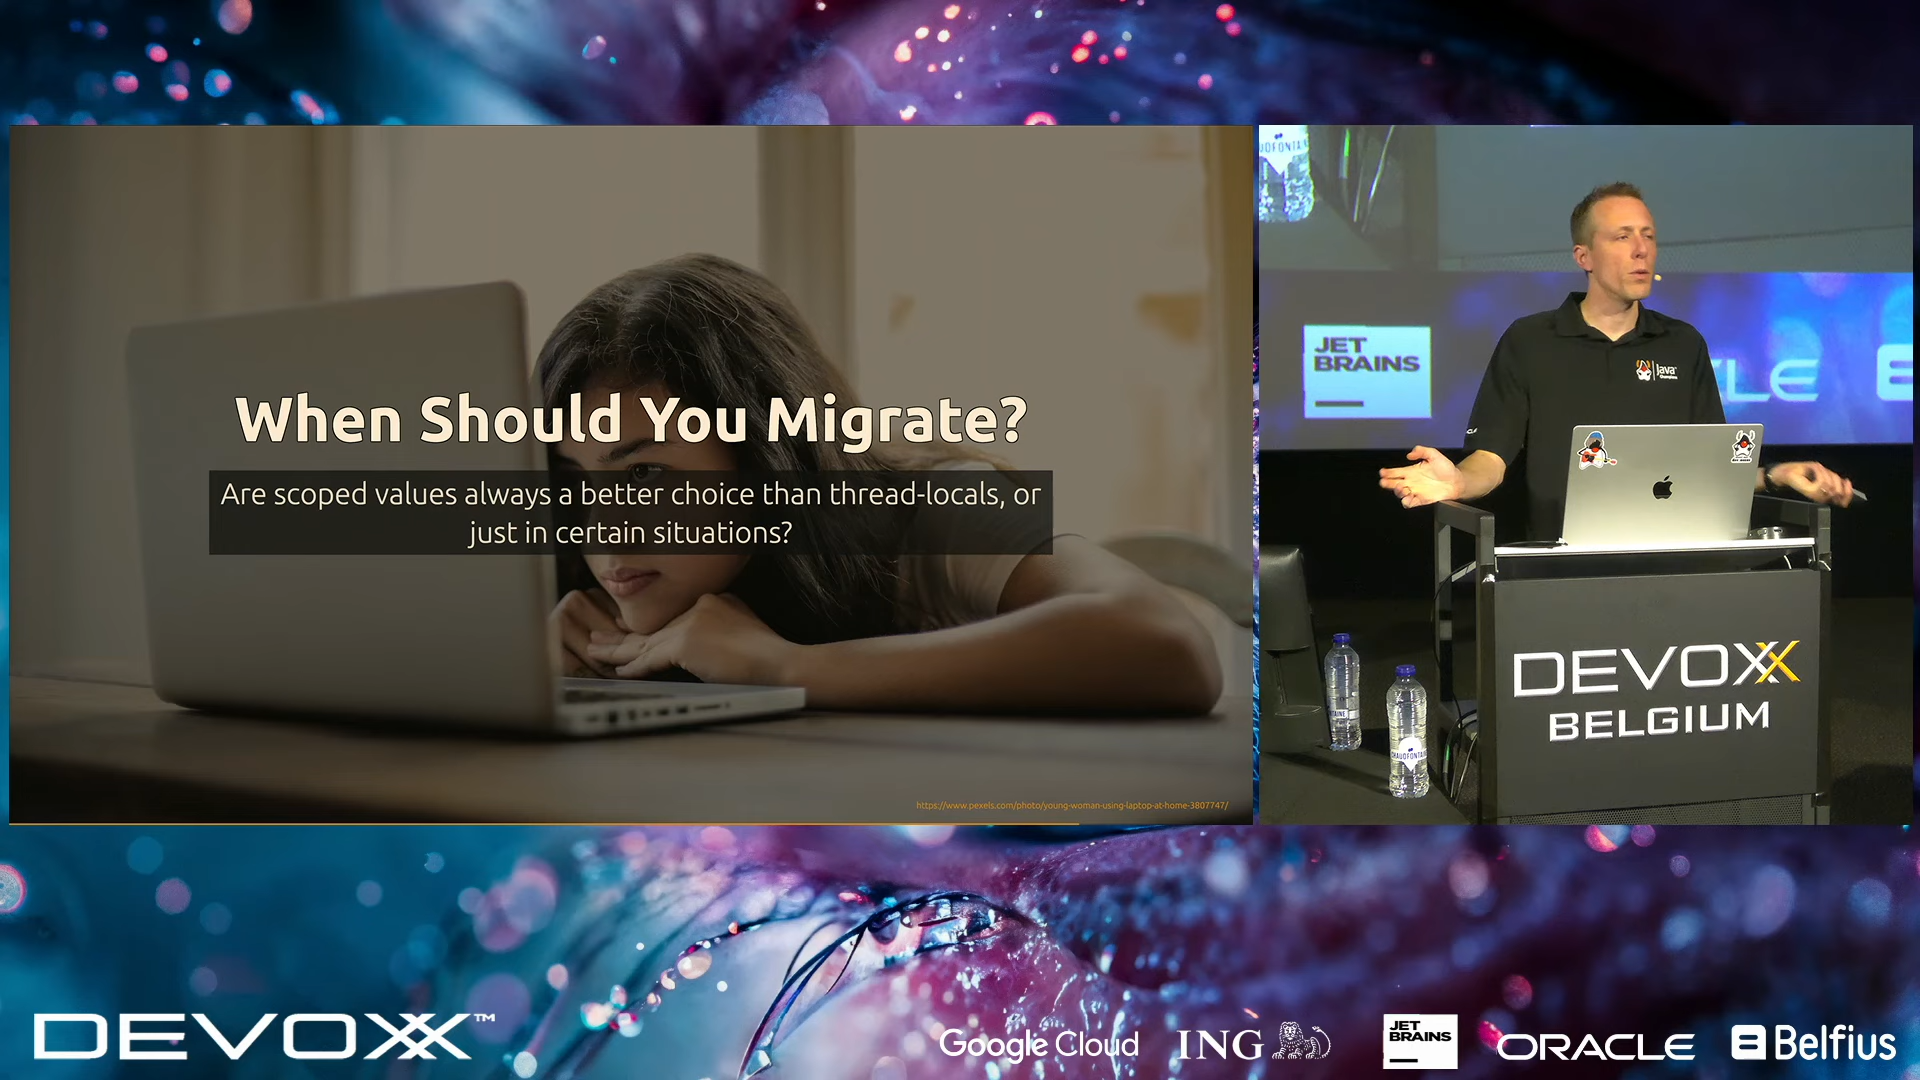 When Should You Migrate?
Are scoped values always a better choice than thread-locals, or
just in certain situations?
https://www.pexels.com/photo/young-woman-using-laptop-at-home-3807747/
JET
BRAINS
LE
Java
CHAUDFONTAINE
DEVOXX
BELGIUM
DEVOXX™
Google Cloud
ING
JET
BRAINS
ORACLE
Belfius